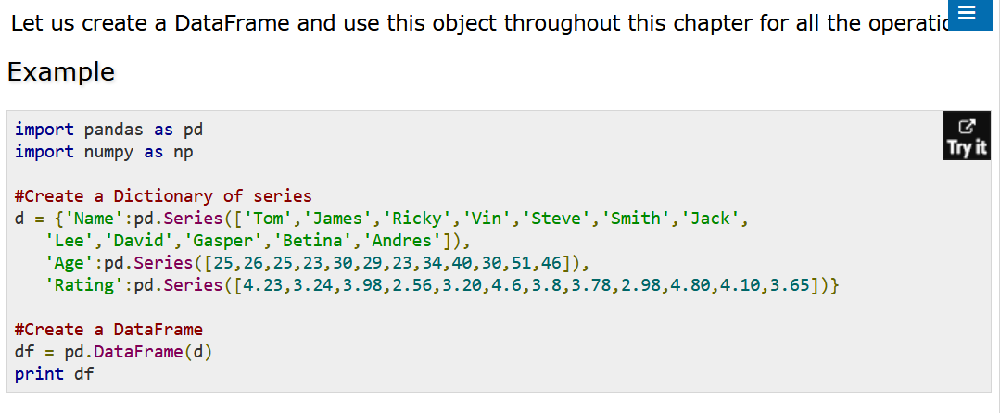 Let us create a DataFrame and use this object throughout this chapter for all the
Example
import pandas as pd
import numpy as np
Try it
#Create a Dictionary of series
d = {'Name':pd.Series(['Tom','James','Ricky','Vin','Steve','Smith','Jack',
'Lee','David','Gasper','Betina','Andres']),
'Age':pd.Series([25,26,25,23,30,29,23,34,40,30,51,46]),
'Rating':pd.Series([4.23,3.24,3.98,2.56,3.20,4.6,3.8,3.78,2.98,4.80,4.10,3.65])}
#Create a DataFrame
df = pd.DataFrame(d)
print df